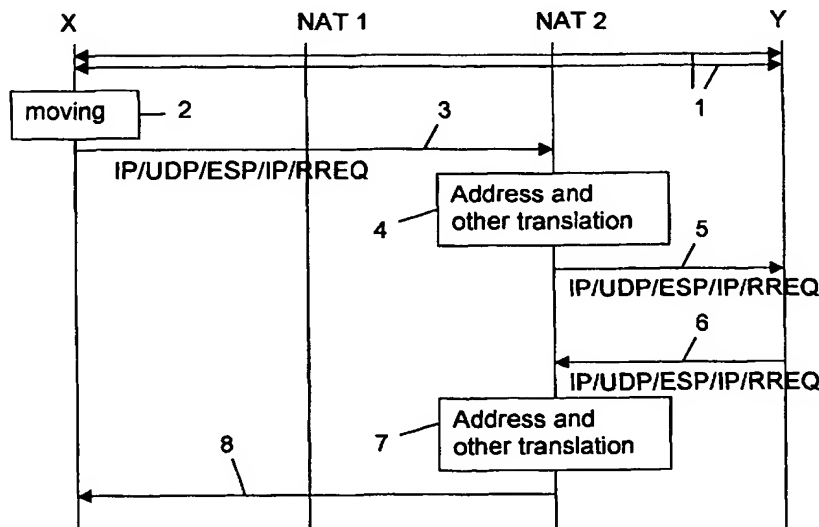 X NAT 1 NAT 2 Y
1
moving 2
3
IP/UDP/ESP/IP/RREQ
Address and
other translation
4
5
IP/UDP/ESP/IP/RREQ
6
IP/UDP/ESP/IP/RREQ
Address and
other translation
7
8